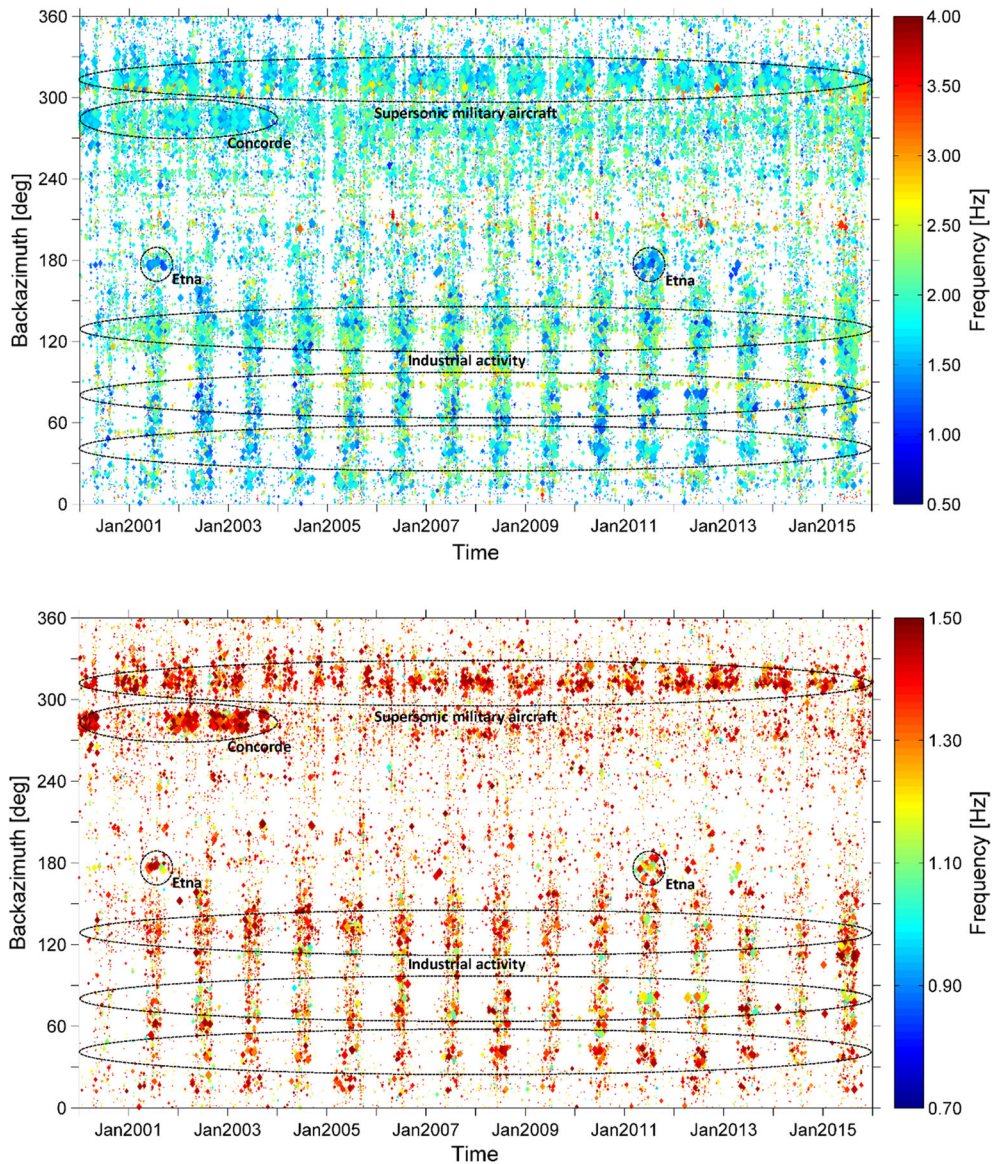 360
300
240
180
120
60
0
Backazimuth [deg]
Supersonic military aircraft
Concorde
Etna
Etna
Industrial activity
Jan2001 Jan2003 Jan2005 Jan2007 Jan2009 Jan2011 Jan2013 Jan2015
Time
4.00
3.50
3.00
2.50
2.00
1.50
1.00
0.50
Frequency [Hz]
360
300
240
180
120
60
0
Backazimuth [deg]
Supersonic military aircraft
Concorde
Etna
Etna
Industrial activity
Jan2001 Jan2003 Jan2005 Jan2007 Jan2009 Jan2011 Jan2013 Jan2015
Time
1.50
1.30
1.10
0.90
0.70
Frequency [Hz]